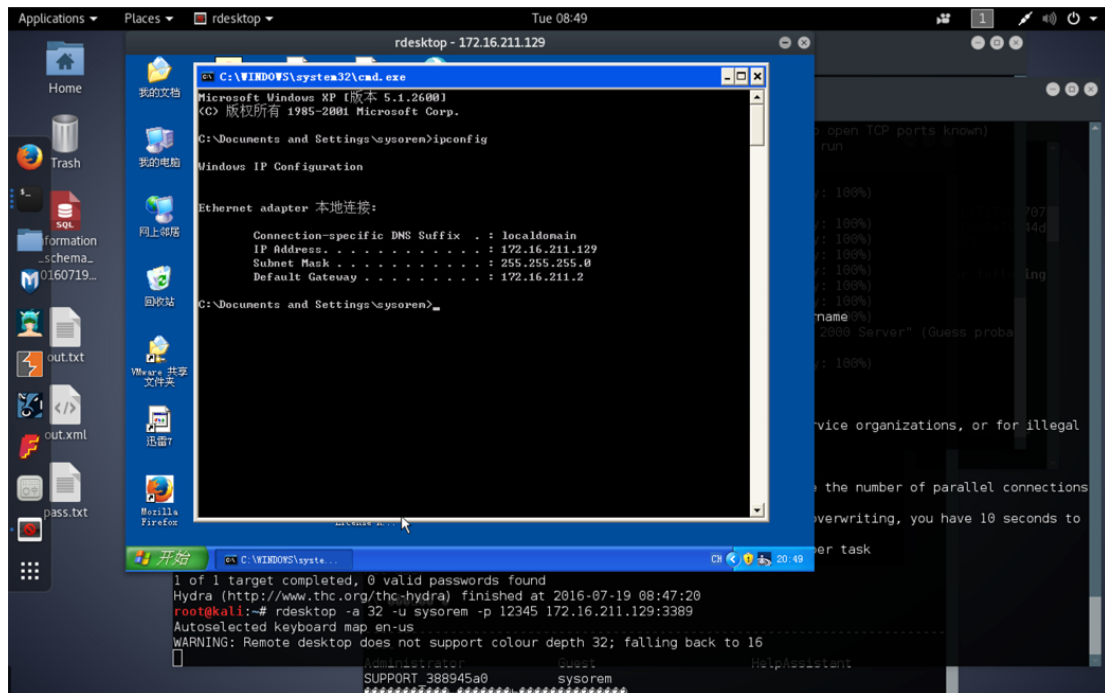 Applications Places rdesktop Tue 08:49 1
rdesktop - 172.16.211.129
Home
Trash
SQL
information
_schema_
0160719...
out.txt
out.xml
pass.txt
我的文档
我的电脑
网上邻居
回收站
VMware 共享
文件夹
迅雷7
Mozilla
Firefox
C:\WINDOWS\system32\cmd.exe
Microsoft Windows XP [版本 5.1.2600]
(C) 版权所有 1985-2001 Microsoft Corp.
C:\Documents and Settings\sysorem>ipconfig
Windows IP Configuration
Ethernet adapter 本地连接:
Connection-specific DNS Suffix . : localdomain
IP Address. . . . . . . . . . . . : 172.16.211.129
Subnet Mask . . . . . . . . . . . : 255.255.255.0
Default Gateway . . . . . . . . . : 172.16.211.2
C:\Documents and Settings\sysorem>_
open TCP ports known)
run
y: 100%)
y: 100%)
y: 100%)
y: 100%)
y: 100%)
y: 100%)
y: 100%)
rname
2000 Server" (Guess proba
y: 100%)
rvice organizations, or for illegal
the number of parallel connections
overwriting, you have 10 seconds to
per task
开始 C:\WINDOWS\syste... CH 20:49
1 of 1 target completed, 0 valid passwords found
Hydra (http://www.thc.org/thc-hydra) finished at 2016-07-19 08:47:20
root@kali:~# rdesktop -a 32 -u sysorem -p 12345 172.16.211.129:3389
Autoselected keyboard map en-us
WARNING: Remote desktop does not support colour depth 32; falling back to 16
Administrator Guest HelpAssistant
SUPPORT_388945a0 sysorem